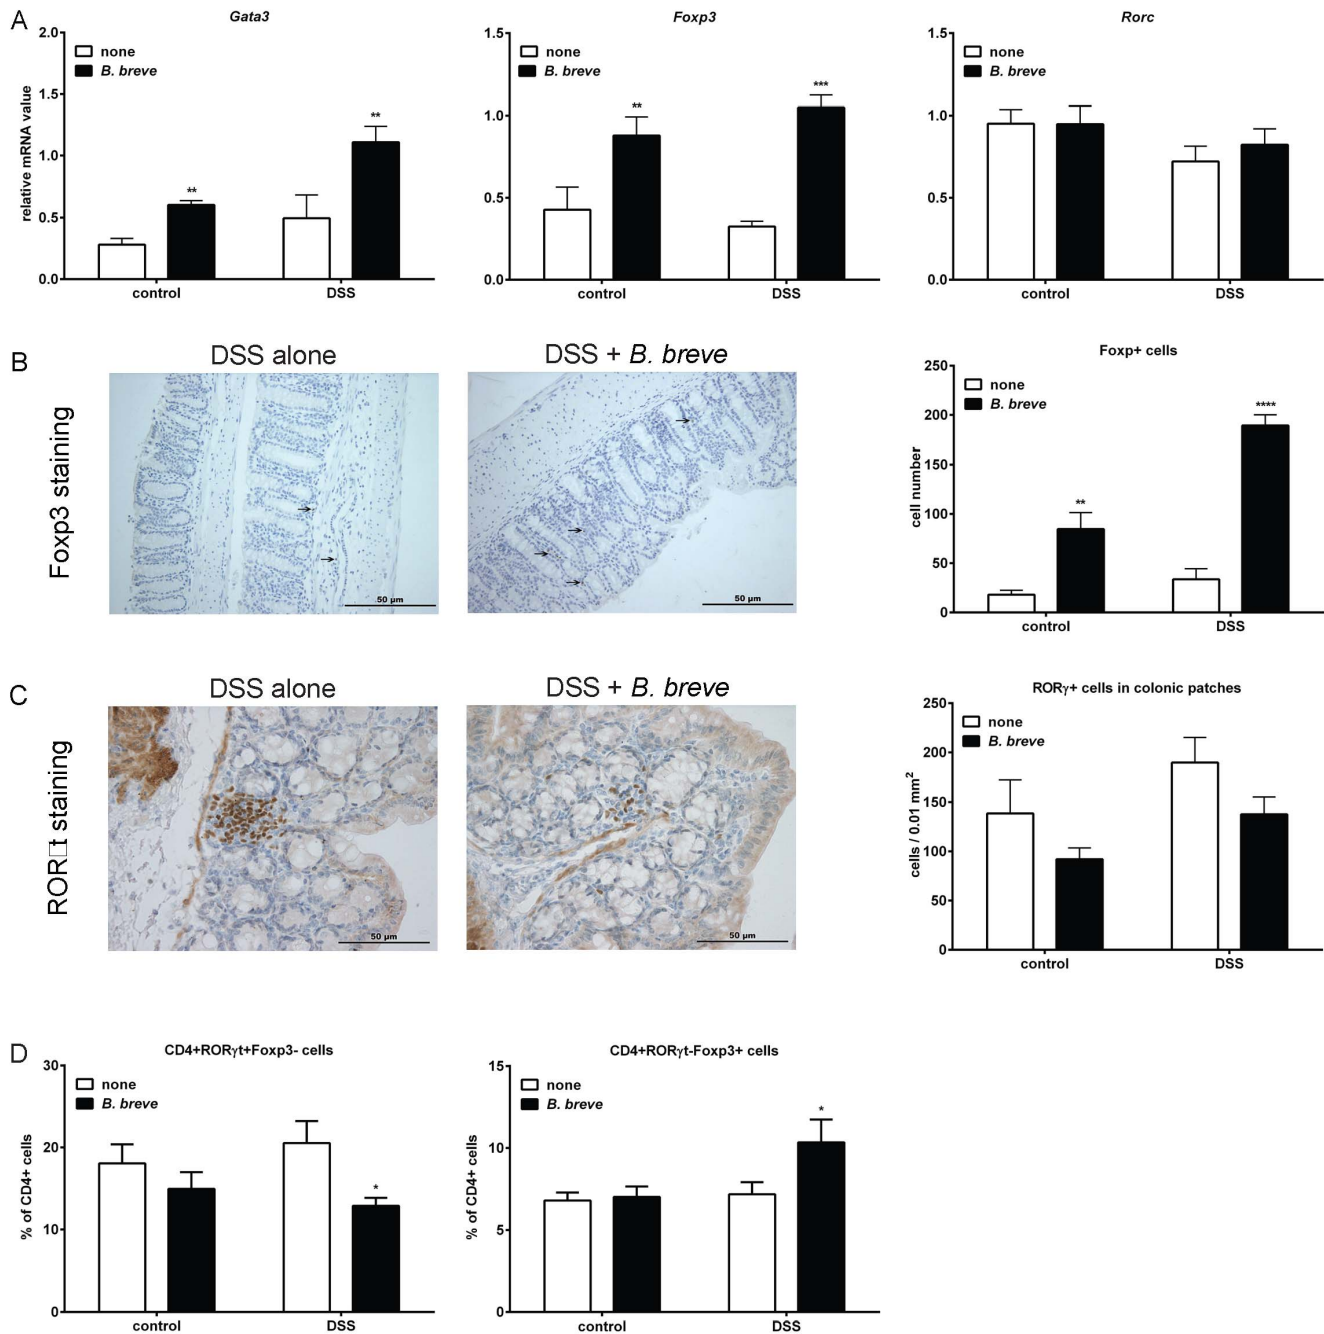 A
Gata3
none
B. breve
relative mRNA value
2.0
1.5
1.0
0.5
0.0
control
DSS
Foxp3
none
B. breve
1.5
1.0
0.5
0.0
control
DSS
Rorc
none
B. breve
1.5
1.0
0.5
0.0
control
DSS
**
**
**
***
B
Foxp3 staining
DSS alone
50 µm
DSS + B. breve
50 µm
Foxp+ cells
none
B. breve
cell number
250
200
150
100
50
0
**
****
control
DSS
C
ROR□t staining
DSS alone
50 µm
DSS + B. breve
50 µm
RORγ+ cells in colonic patches
none
B. breve
cells / 0.01 mm²
250
200
150
100
50
0
control
DSS
D
CD4+RORγt+Foxp3- cells
none
B. breve
% of CD4+ cells
30
20
10
0
*
control
DSS
CD4+RORγt-Foxp3+ cells
none
B. breve
% of CD4+ cells
15
10
5
0
*
control
DSS